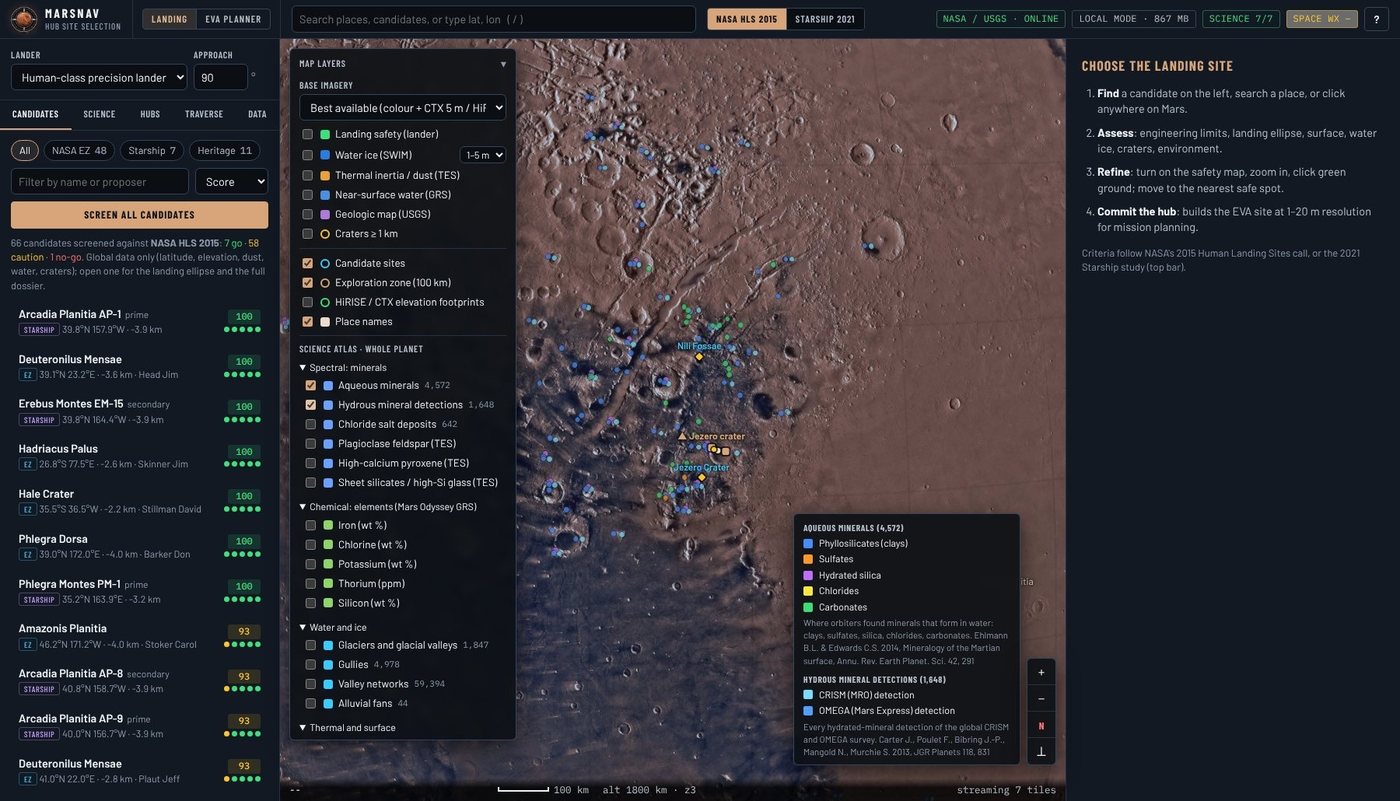 MARSNAV
HUB SITE SELECTION
LANDING
EVA PLANNER
Search places, candidates, or type lat, lon ( / )
NASA HLS 2015
STARSHIP 2021
NASA / USGS · ONLINE
LOCAL MODE · 867 MB
SCIENCE 7/7
SPACE WX —
?
LANDER
APPROACH
Human-class precision lander
90
°
CANDIDATES
SCIENCE
HUBS
TRAVERSE
DATA
All
NASA EZ 48
Starship 7
Heritage 11
Filter by name or proposer
Score
SCREEN ALL CANDIDATES
66 candidates screened against NASA HLS 2015: 7 go · 58
caution · 1 no-go. Global data only (latitude, elevation, dust,
water, craters); open one for the landing ellipse and the full
dossier.
Arcadia Planitia AP-1 prime
100
STARSHIP 39.8°N 157.9°W · -3.9 km
Deuteronilus Mensae
100
EZ 39.1°N 23.2°E · -3.6 km · Head Jim
Erebus Montes EM-15 secondary
100
STARSHIP 39.8°N 164.4°W · -3.9 km
Hadriacus Palus
100
EZ 26.8°S 77.5°E · -2.6 km · Skinner Jim
Hale Crater
100
EZ 35.5°S 36.5°W · -2.2 km · Stillman David
Phlegra Dorsa
100
EZ 39.0°N 172.0°E · -4.0 km · Barker Don
Phlegra Montes PM-1 prime
100
STARSHIP 35.2°N 163.9°E · -3.2 km
Amazonis Planitia
93
EZ 46.2°N 171.2°W · -4.0 km · Stoker Carol
Arcadia Planitia AP-8 secondary
93
STARSHIP 40.8°N 158.7°W · -3.9 km
Arcadia Planitia AP-9 prime
93
STARSHIP 40.0°N 156.7°W · -3.9 km
Deuteronilus Mensae
93
EZ 41.0°N 22.0°E · -2.8 km · Plaut Jeff
MAP LAYERS
BASE IMAGERY
Best available (colour + CTX 5 m / HiF
Landing safety (lander)
Water ice (SWIM)
1–5 m
Thermal inertia / dust (TES)
Near-surface water (GRS)
Geologic map (USGS)
Craters ≥ 1 km
Candidate sites
Exploration zone (100 km)
HiRISE / CTX elevation footprints
Place names
SCIENCE ATLAS · WHOLE PLANET
Spectral: minerals
Aqueous minerals 4,572
Hydrous mineral detections 1,648
Chloride salt deposits 642
Plagioclase feldspar (TES)
High-calcium pyroxene (TES)
Sheet silicates / high-Si glass (TES)
Chemical: elements (Mars Odyssey GRS)
Iron (wt %)
Chlorine (wt %)
Potassium (wt %)
Thorium (ppm)
Silicon (wt %)
Water and ice
Glaciers and glacial valleys 1,847
Gullies 4,978
Valley networks 59,394
Alluvial fans 44
Thermal and surface
Nili Fossae
Jezero crater
Jezero Crater
itia
AQUEOUS MINERALS (4,572)
Phyllosilicates (clays)
Sulfates
Hydrated silica
Chlorides
Carbonates
Where orbiters found minerals that form in water:
clays, sulfates, silica, chlorides, carbonates. Ehlmann
B.L. & Edwards C.S. 2014, Mineralogy of the Martian
surface, Annu. Rev. Earth Planet. Sci. 42, 291
HYDROUS MINERAL DETECTIONS (1,648)
CRISM (MRO) detection
OMEGA (Mars Express) detection
Every hydrated-mineral detection of the global CRISM
and OMEGA survey. Carter J., Poulet F., Bibring J.-P.,
Mangold N., Murchie S. 2013, JGR Planets 118, 831
+
−
N
--
100 km
alt 1800 km · z3
streaming 7 tiles
CHOOSE THE LANDING SITE
1. Find a candidate on the left, search a place, or click
anywhere on Mars.
2. Assess: engineering limits, landing ellipse, surface, water
ice, craters, environment.
3. Refine: turn on the safety map, zoom in, click green
ground; move to the nearest safe spot.
4. Commit the hub: builds the EVA site at 1–20 m resolution
for mission planning.
Criteria follow NASA's 2015 Human Landing Sites call, or the 2021
Starship study (top bar).